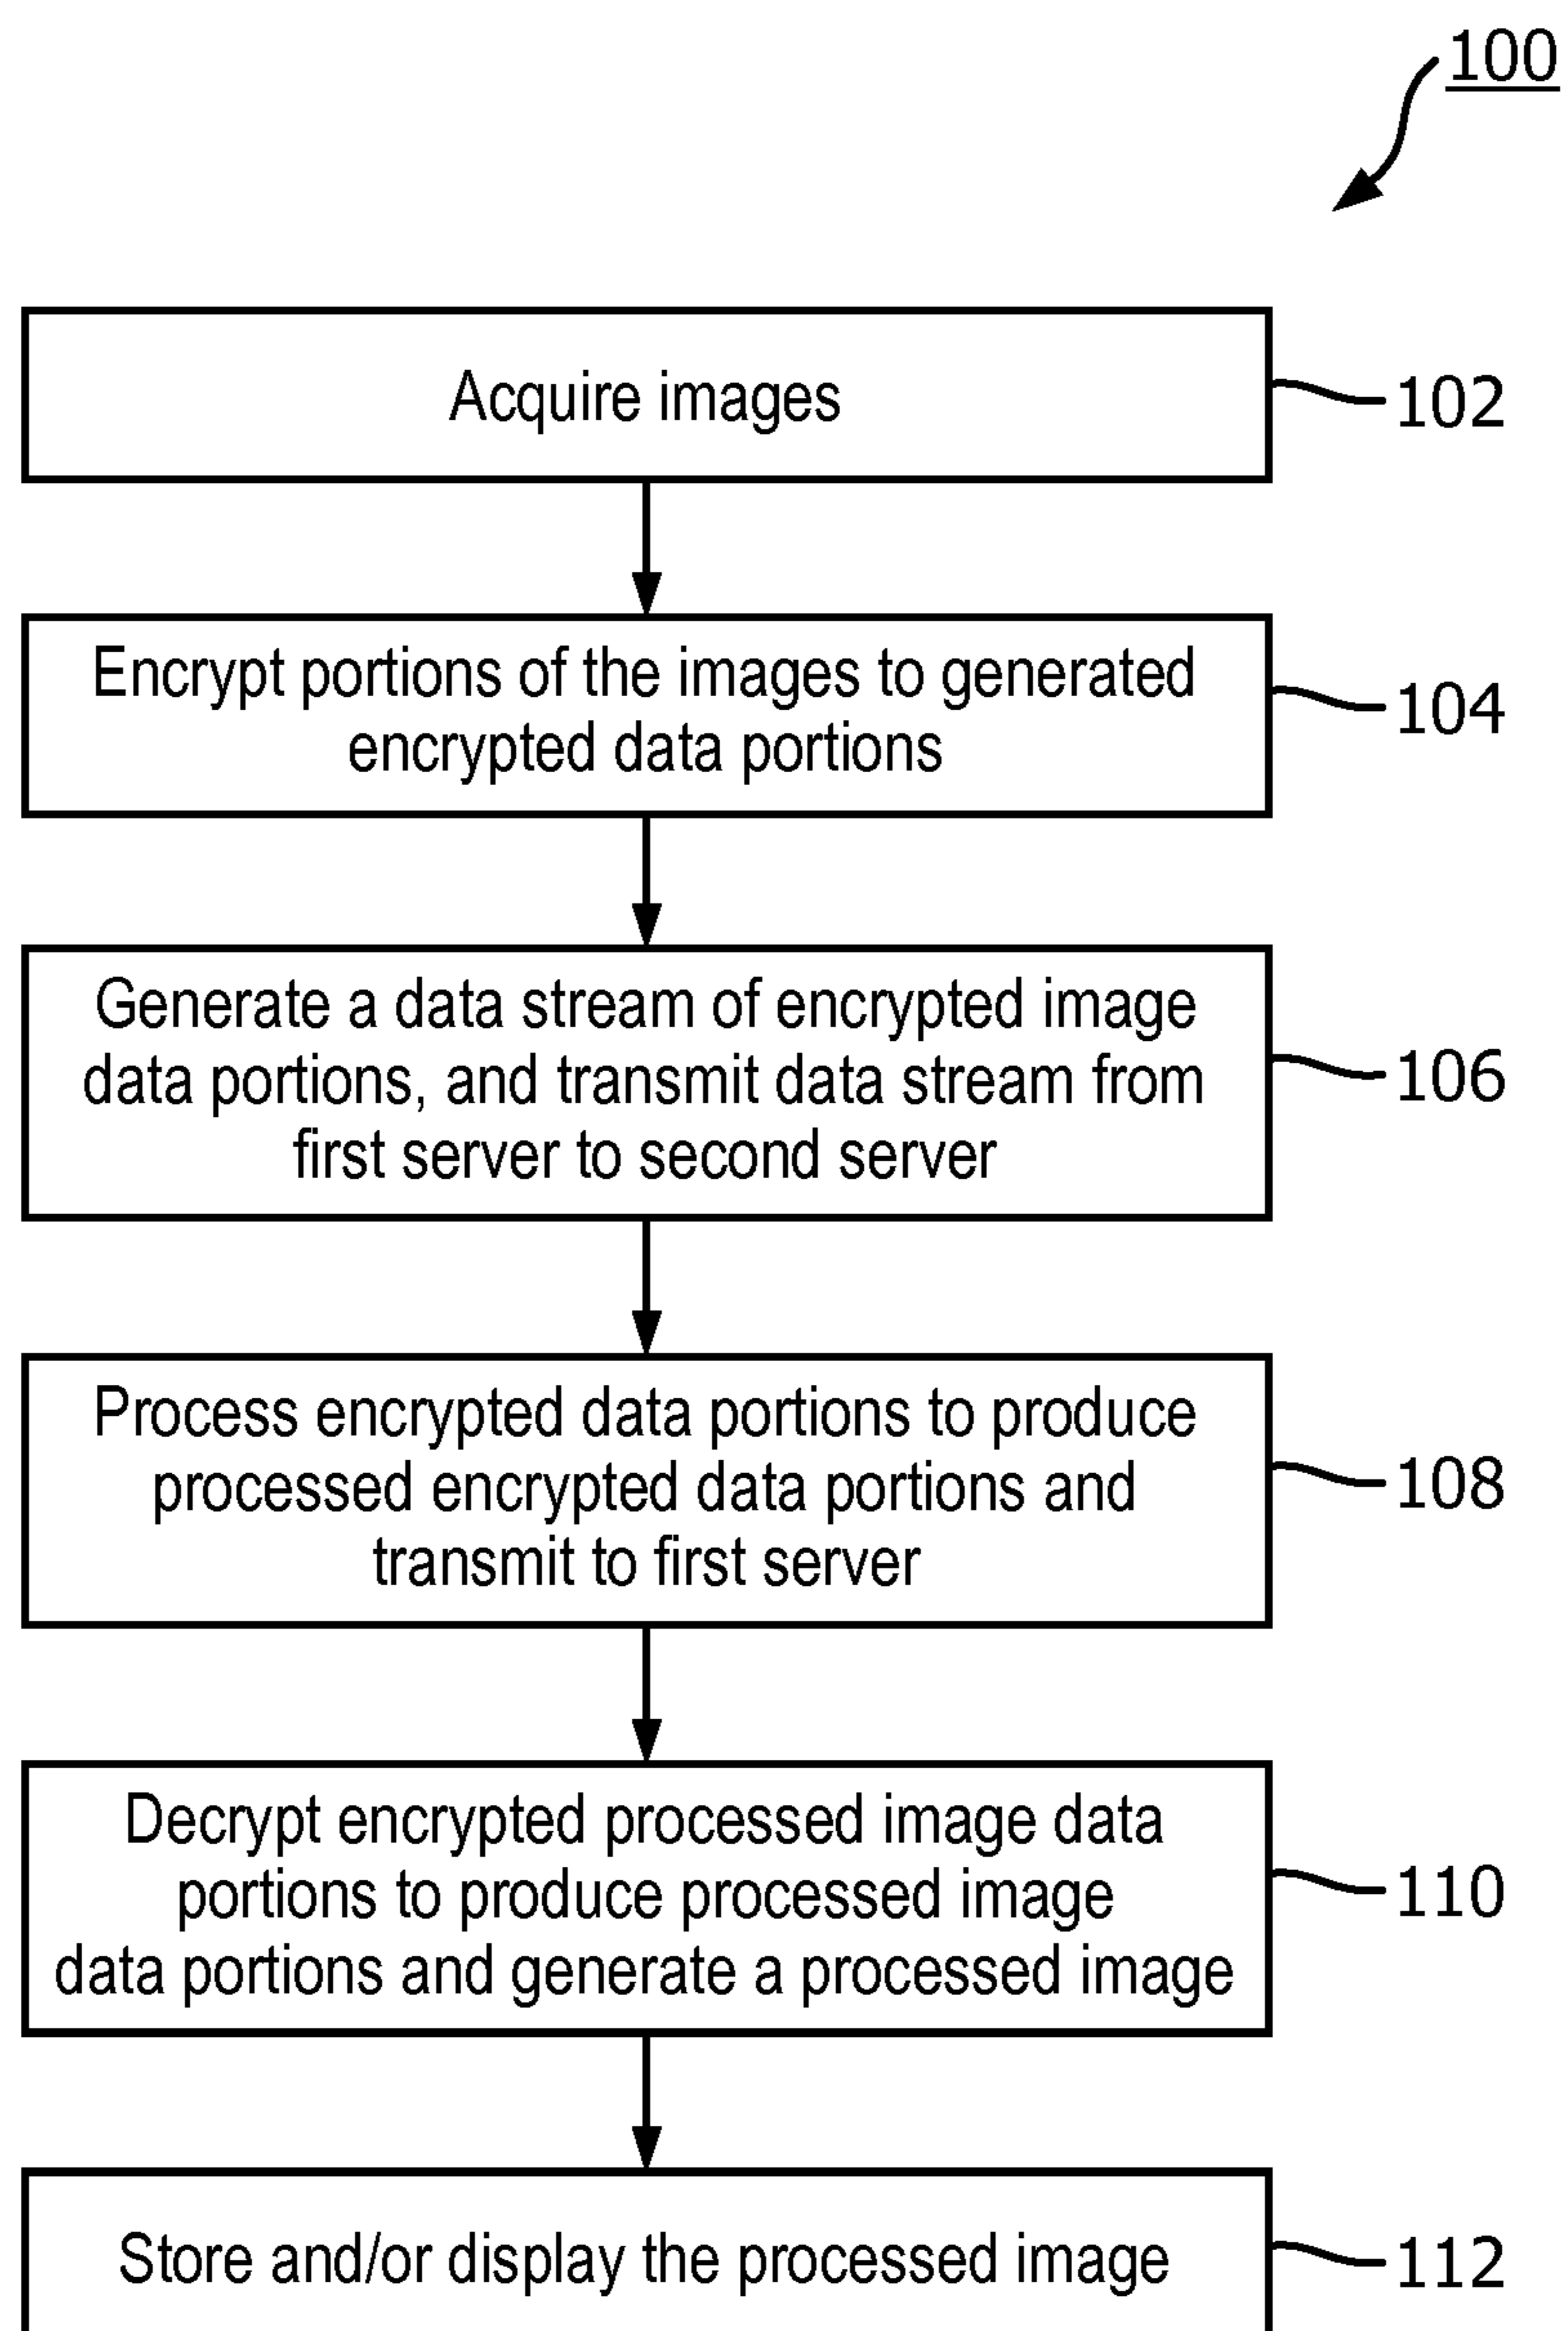 100
Acquire images
102
Encrypt portions of the images to generated
encrypted data portions
104
Generate a data stream of encrypted image
data portions, and transmit data stream from
first server to second server
106
Process encrypted data portions to produce
processed encrypted data portions and
transmit to first server
108
Decrypt encrypted processed image data
portions to produce processed image
data portions and generate a processed image
110
Store and/or display the processed image
112